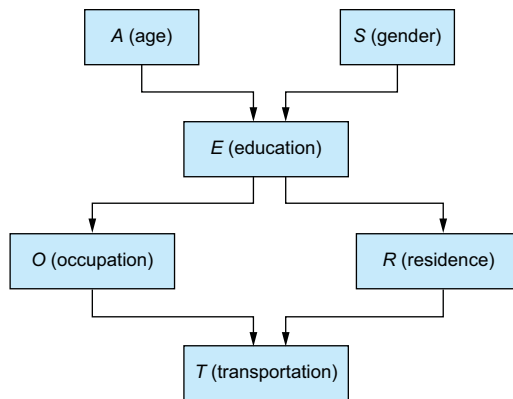 A (age)
S (gender)
E (education)
O (occupation)
R (residence)
T (transportation)